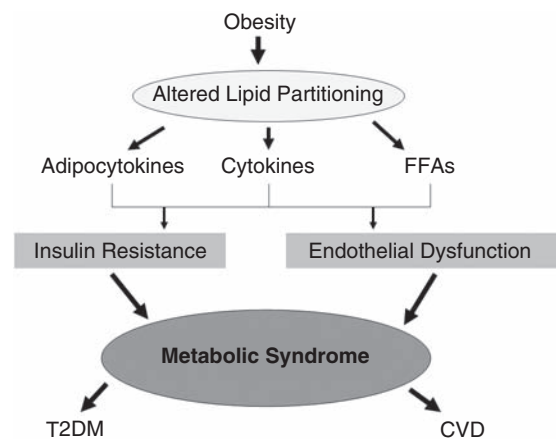 Obesity
Altered Lipid Partitioning
Adipocytokines Cytokines FFAs
Insulin Resistance Endothelial Dysfunction
Metabolic Syndrome
T2DM CVD